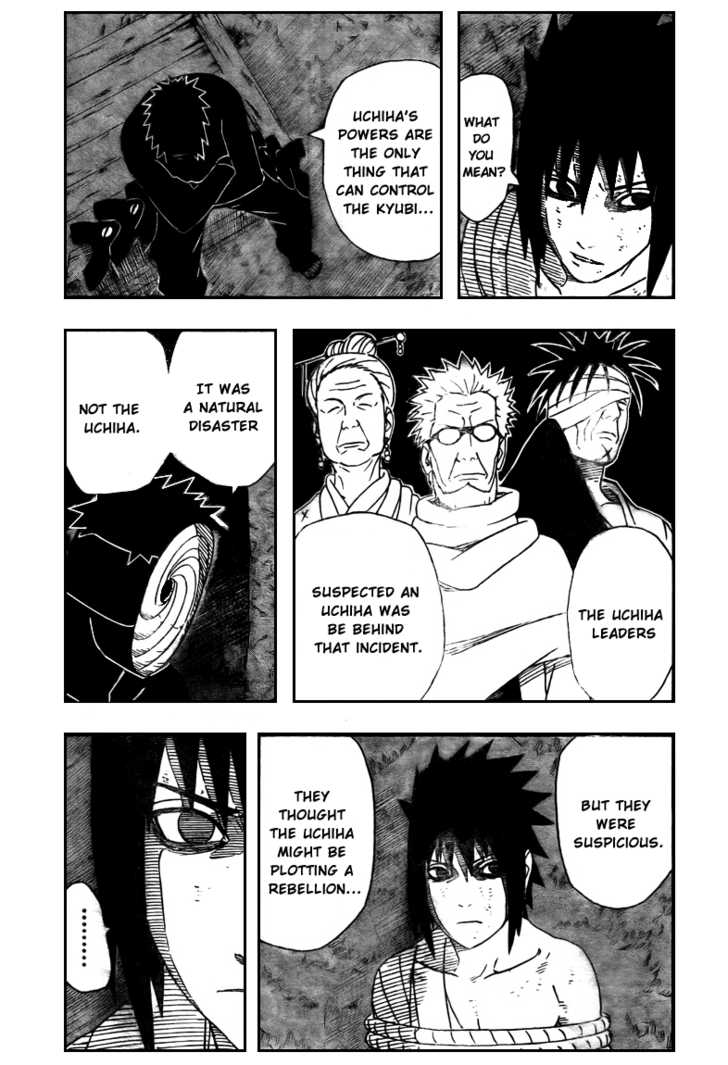 WHAT
DO
YOU
MEAN?
UCHIHA'S
POWERS ARE
THE ONLY
THING THAT
CAN CONTROL
THE KYUBI...
THE UCHIHA
LEADERS
SUSPECTED AN
UCHIHA WAS
BE BEHIND
THAT INCIDENT.
IT WAS
A NATURAL
DISASTER
NOT THE
UCHIHA.
BUT THEY
WERE
SUSPICIOUS.
THEY
THOUGHT
THE UCHIHA
MIGHT BE
PLOTTING A
REBELLION...
.........